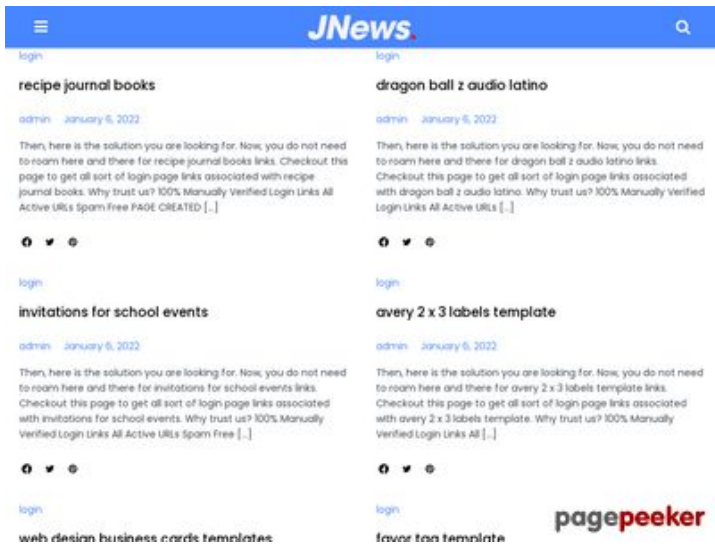 JNews.
login
recipe journal books
admin January 6, 2022
Then, here is the solution you are looking for. Now, you do not need
to roam here and there for recipe journal books links. Checkout this
page to get all sort of login page links associated with recipe
journal books. Why trust us? 100% Manually Verified Login Links All
Active URLs Spam Free PAGE CREATED [...]
login
dragon ball z audio latino
admin January 6, 2022
Then, here is the solution you are looking for. Now, you do not need
to roam here and there for dragon ball z audio latino links.
Checkout this page to get all sort of login page links associated
with dragon ball z audio latino. Why trust us? 100% Manually Verified
Login Links All Active URLs [...]
login
invitations for school events
admin January 6, 2022
Then, here is the solution you are looking for. Now, you do not need
to roam here and there for invitations for school events links.
Checkout this page to get all sort of login page links associated
with invitations for school events. Why trust us? 100% Manually
Verified Login Links All Active URLs Spam Free [...]
login
avery 2 x 3 labels template
admin January 6, 2022
Then, here is the solution you are looking for. Now, you do not need
to roam here and there for avery 2 x 3 labels template links.
Checkout this page to get all sort of login page links associated
with avery 2 x 3 labels template. Why trust us? 100% Manually
Verified Login Links All [...]
login
web design business cards templates
login
favor tag template
pagepeeker